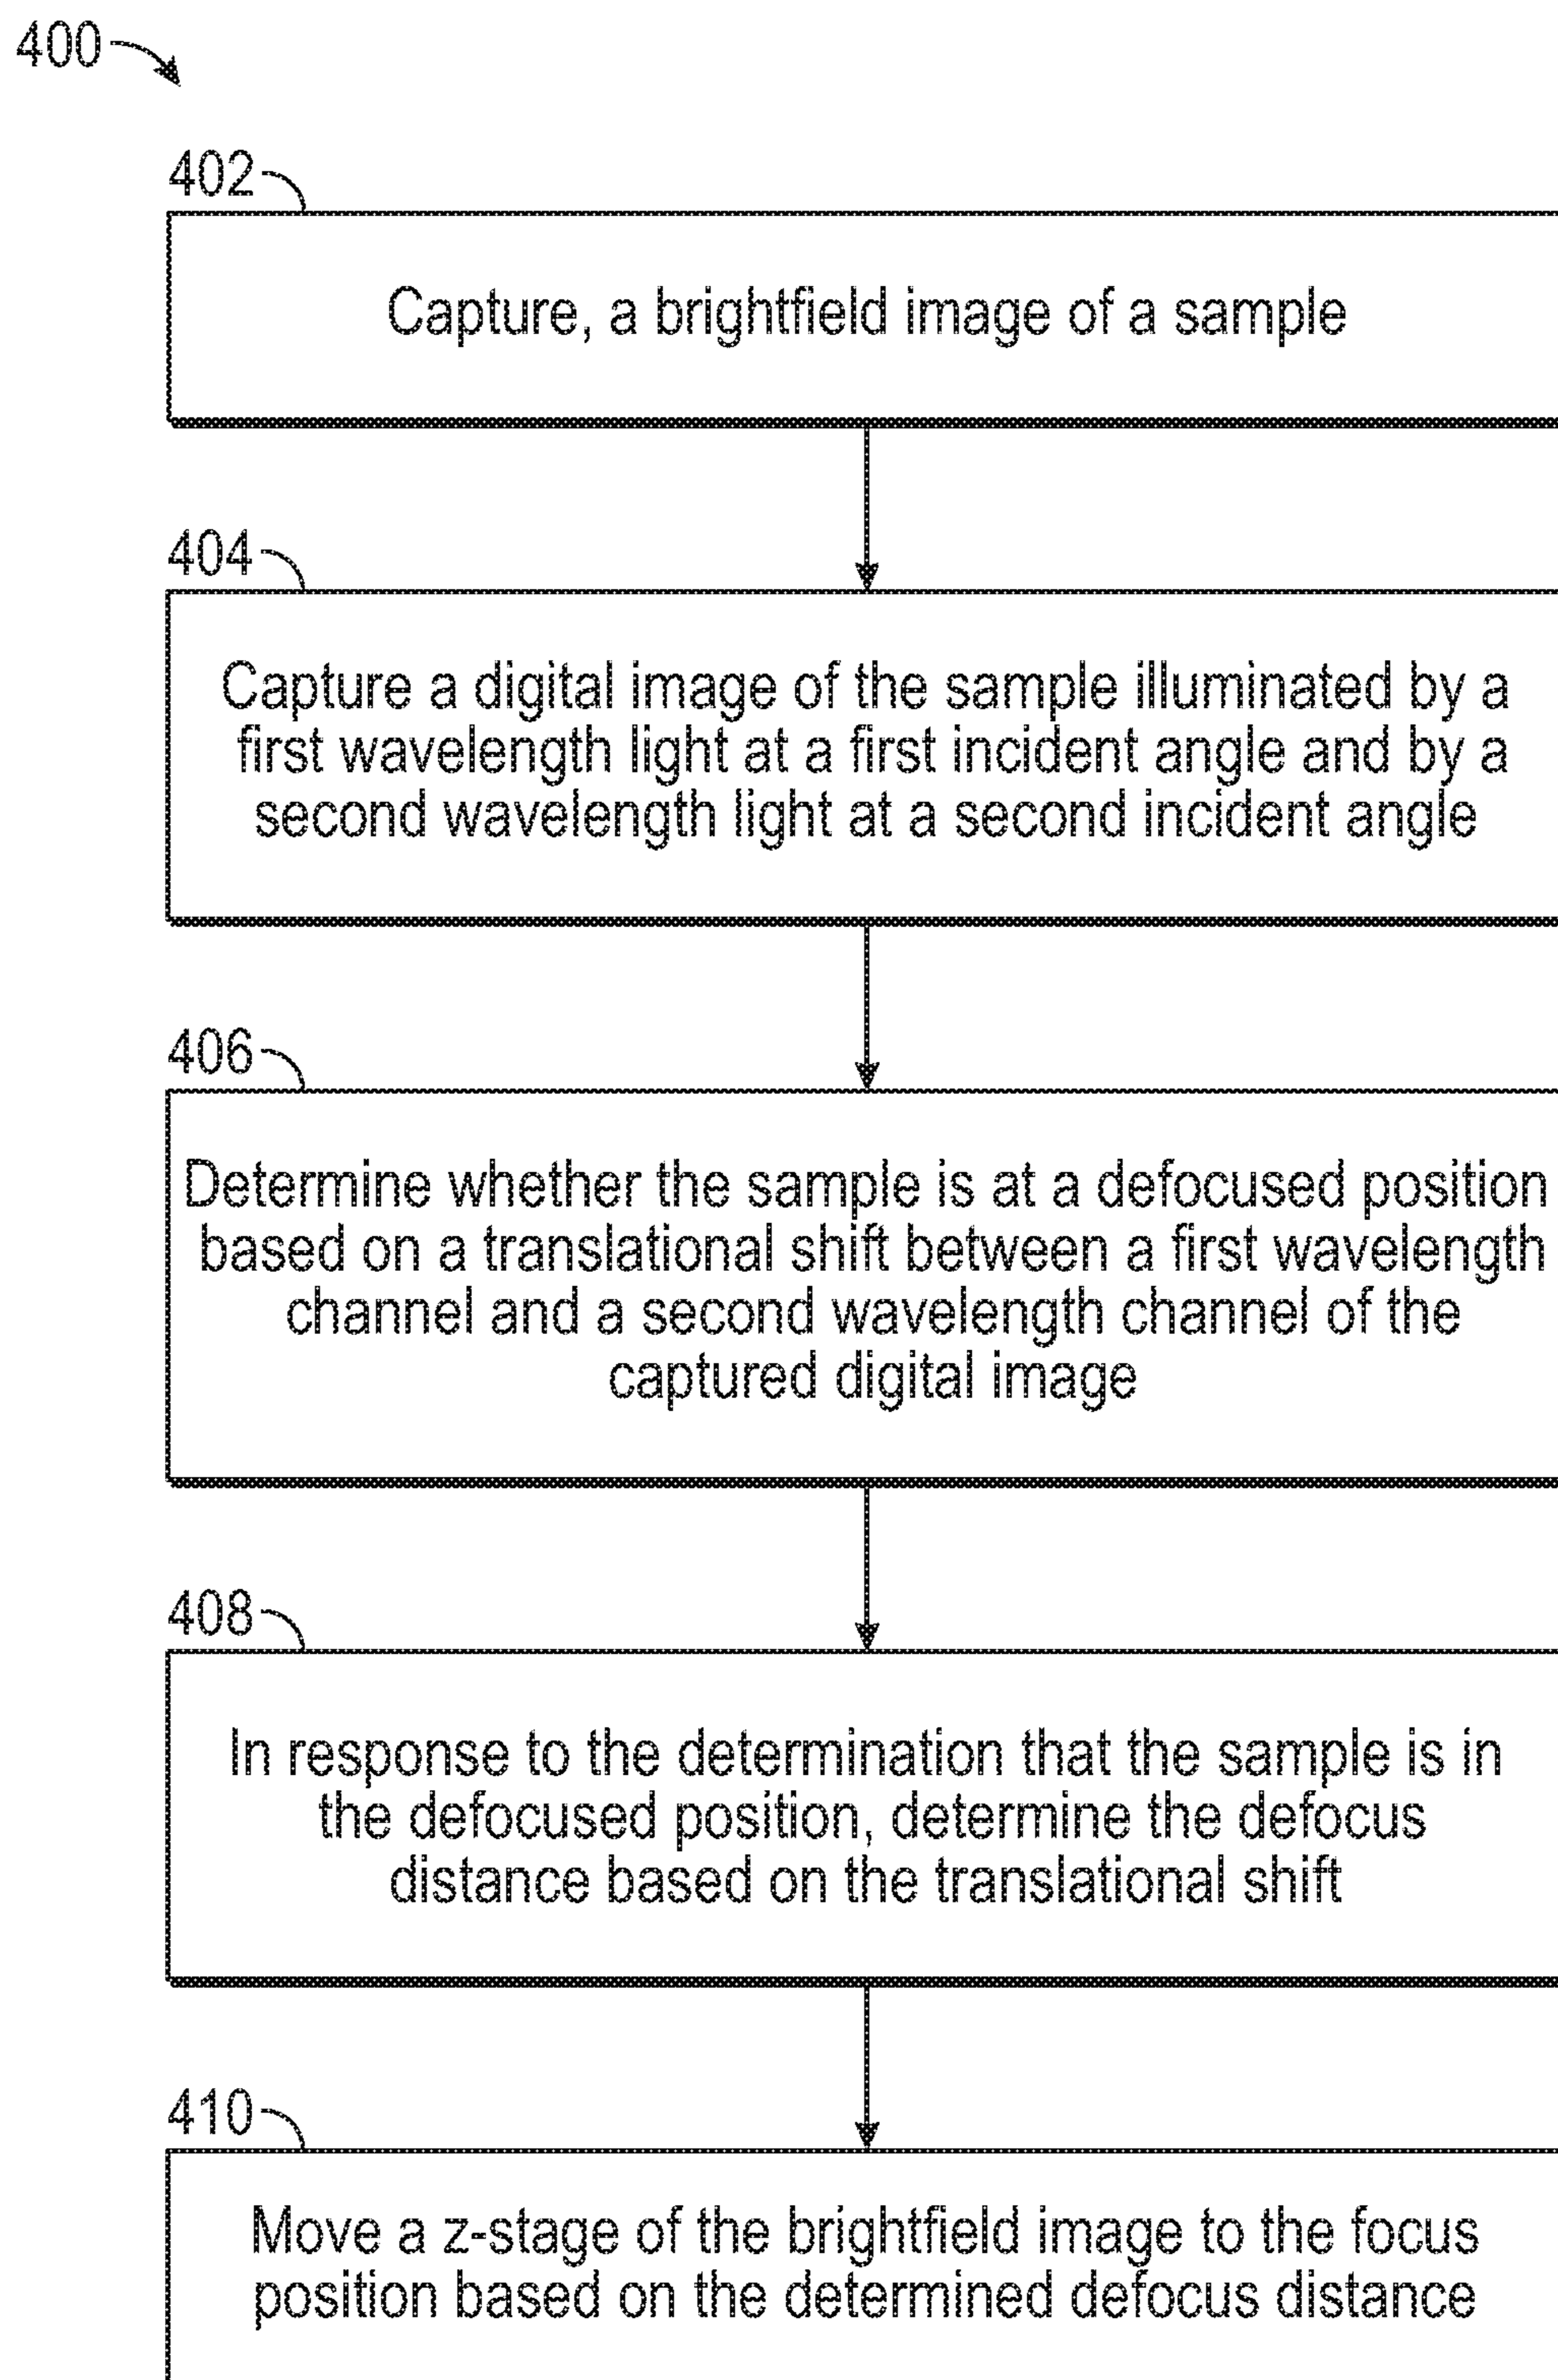 400
402
Capture, a brightfield image of a sample
404
Capture a digital image of the sample illuminated by a
first wavelength light at a first incident angle and by a
second wavelength light at a second incident angle
406
Determine whether the sample is at a defocused position
based on a translational shift between a first wavelength
channel and a second wavelength channel of the
captured digital image
408
In response to the determination that the sample is in
the defocused position, determine the defocus
distance based on the translational shift
410
Move a z-stage of the brightfield image to the focus
position based on the determined defocus distance